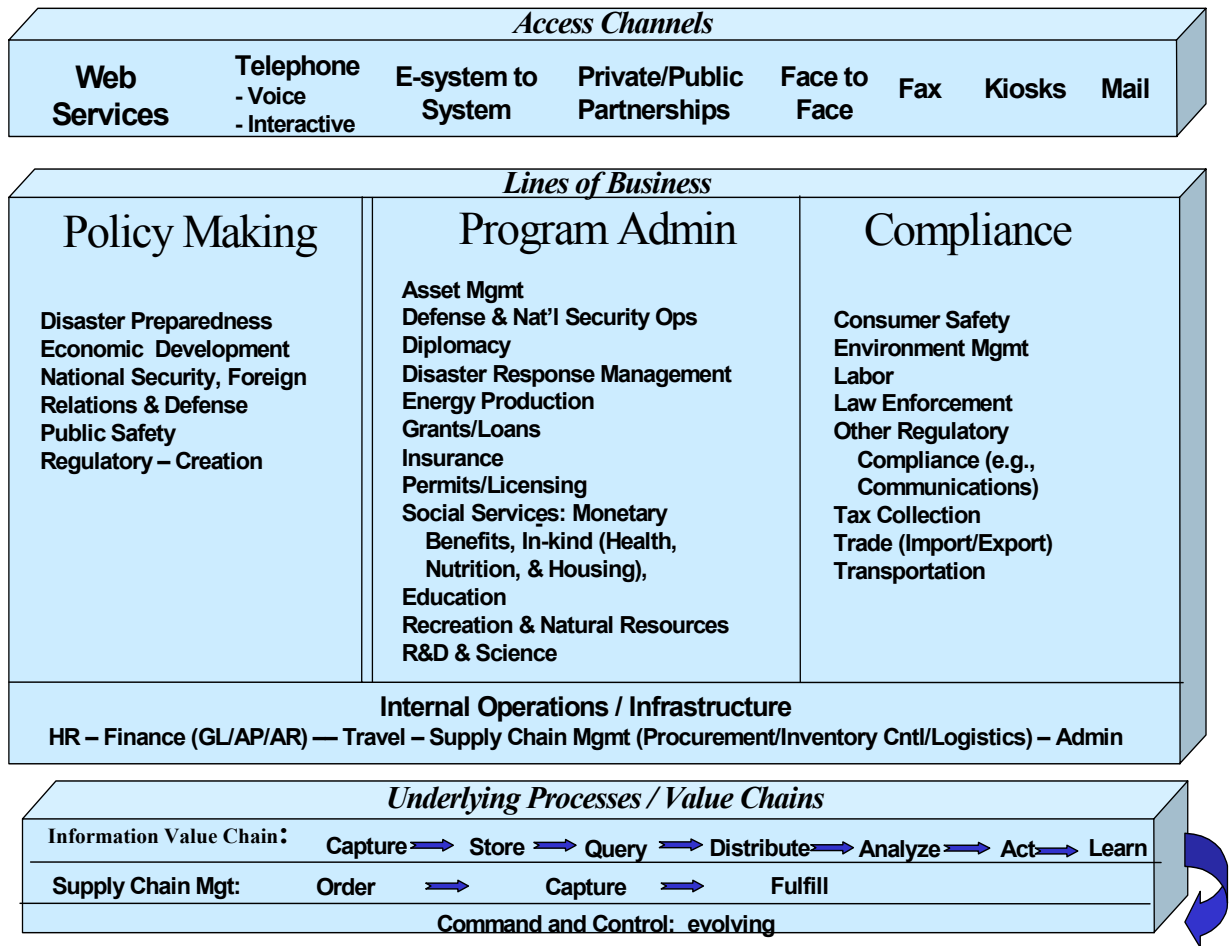 Access Channels
Web Services
Telephone
- Voice
- Interactive
E-system to System
Private/Public Partnerships
Face to Face
Fax
Kiosks
Mail
Lines of Business
Policy Making
Disaster Preparedness
Economic Development
National Security, Foreign
Relations & Defense
Public Safety
Regulatory – Creation
Program Admin
Asset Mgmt
Defense & Nat'l Security Ops
Diplomacy
Disaster Response Management
Energy Production
Grants/Loans
Insurance
Permits/Licensing
Social Services: Monetary
Benefits, In-kind (Health,
Nutrition, & Housing),
Education
Recreation & Natural Resources
R&D & Science
Compliance
Consumer Safety
Environment Mgmt
Labor
Law Enforcement
Other Regulatory
Compliance (e.g.,
Communications)
Tax Collection
Trade (Import/Export)
Transportation
Internal Operations / Infrastructure
HR – Finance (GL/AP/AR) — Travel – Supply Chain Mgmt (Procurement/Inventory Cntl/Logistics) – Admin
Underlying Processes / Value Chains
Information Value Chain: Capture Store Query Distribute Analyze Act Learn
Supply Chain Mgt: Order Capture Fulfill
Command and Control: evolving